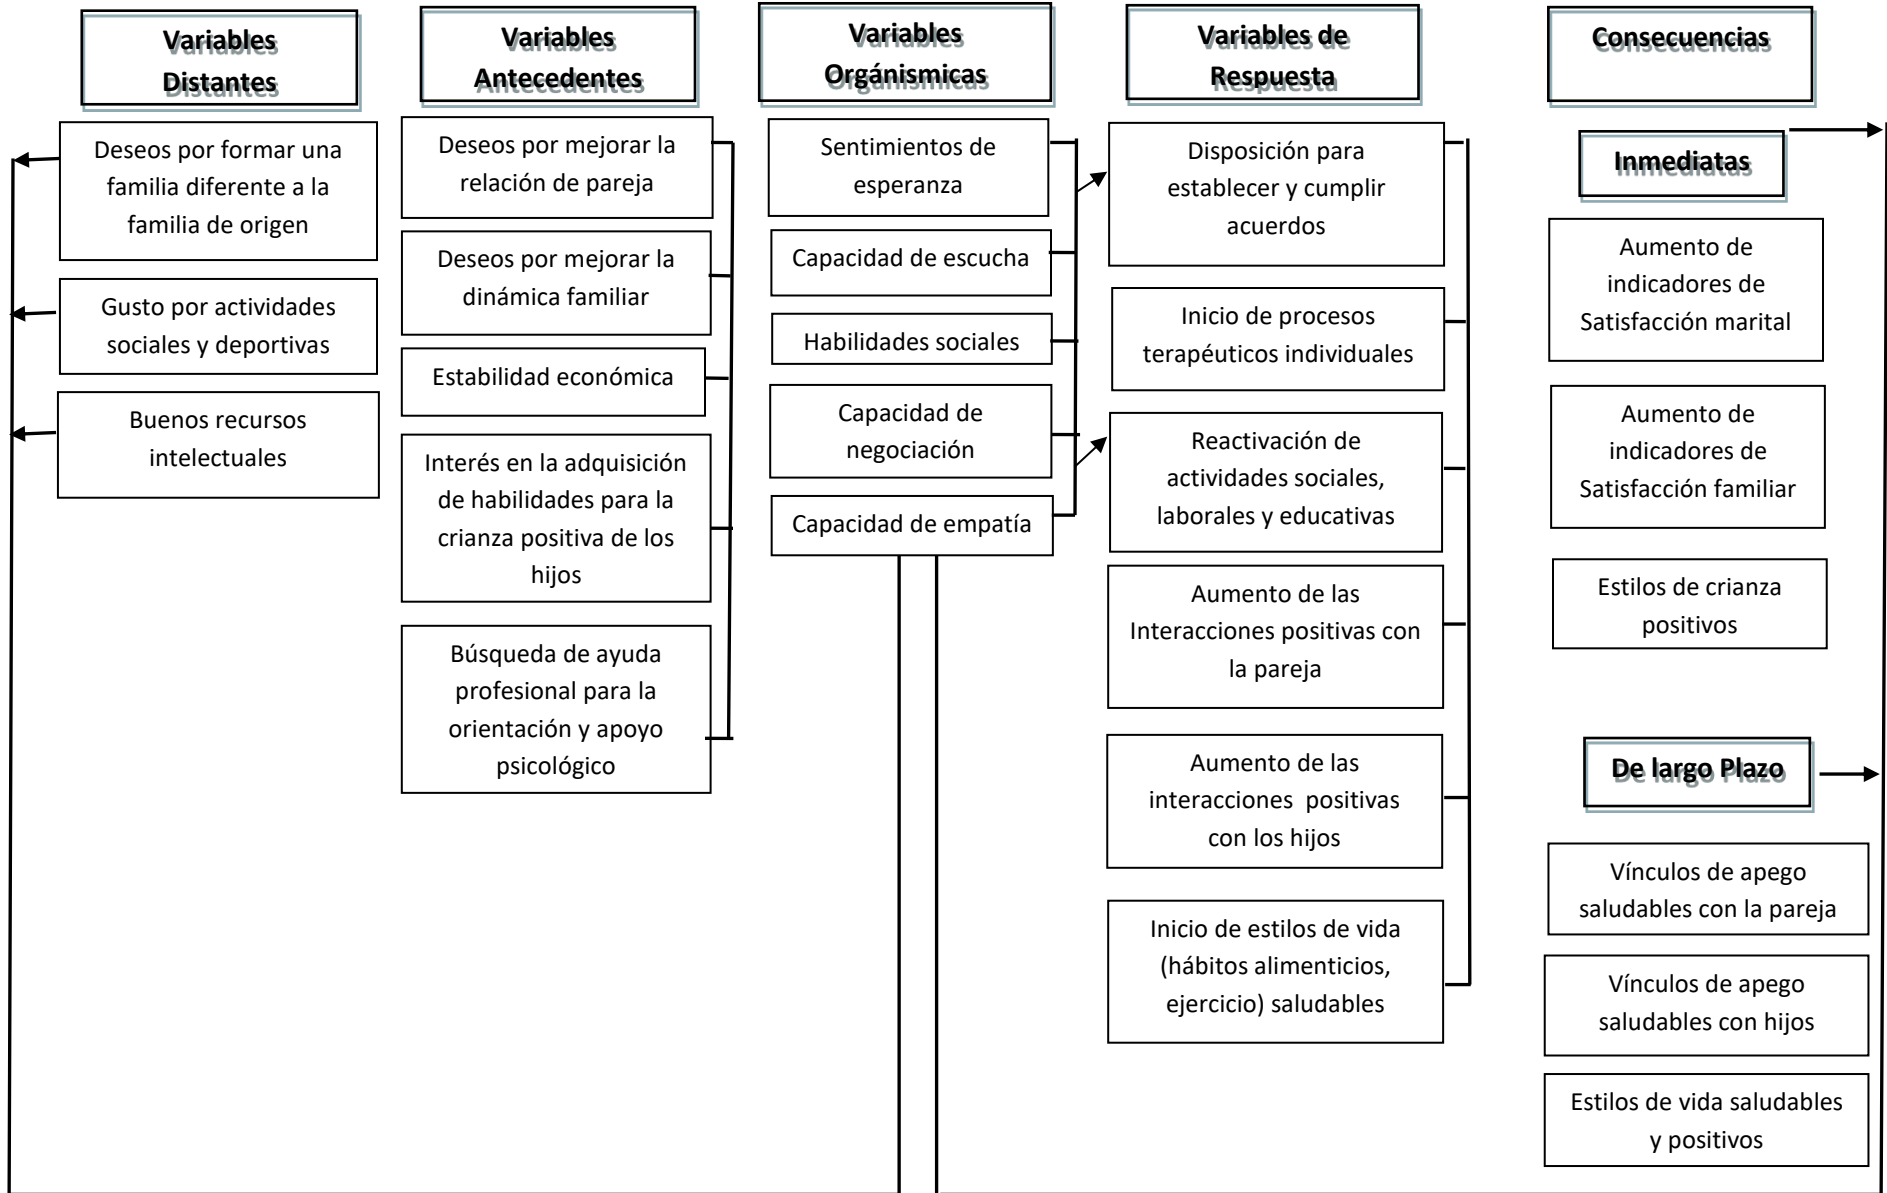 Variables
Distantes
Deseos por formar una
familia diferente a la
familia de origen
Gusto por actividades
sociales y deportivas
Buenos recursos
intelectuales
Variables
Antecedentes
Deseos por mejorar la
relación de pareja
Deseos por mejorar la
dinámica familiar
Estabilidad económica
Interés en la adquisición
de habilidades para la
crianza positiva de los
hijos
Búsqueda de ayuda
profesional para la
orientación y apoyo
psicológico
Variables
Orgánismicas
Sentimientos de
esperanza
Capacidad de escucha
Habilidades sociales
Capacidad de
negociación
Capacidad de empatía
Variables de
Respuesta
Disposición para
establecer y cumplir
acuerdos
Inicio de procesos
terapéuticos individuales
Reactivación de
actividades sociales,
laborales y educativas
Aumento de las
Interacciones positivas con
la pareja
Aumento de las
interacciones positivas
con los hijos
Inicio de estilos de vida
(hábitos alimenticios,
ejercicio) saludables
Consecuencias
Inmediatas
Aumento de
indicadores de
Satisfacción marital
Aumento de
indicadores de
Satisfacción familiar
Estilos de crianza
positivos
De largo Plazo
Vínculos de apego
saludables con la pareja
Vínculos de apego
saludables con hijos
Estilos de vida saludables
y positivos